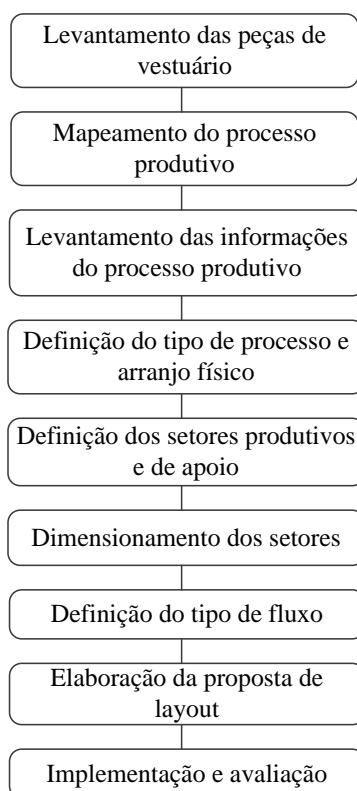 Levantamento das peças de
vestuário
Mapeamento do processo
produtivo
Levantamento das informações
do processo produtivo
Definição do tipo de processo e
arranjo físico
Definição dos setores produtivos
e de apoio
Dimensionamento dos setores
Definição do tipo de fluxo
Elaboração da proposta de
layout
Implementação e avaliação